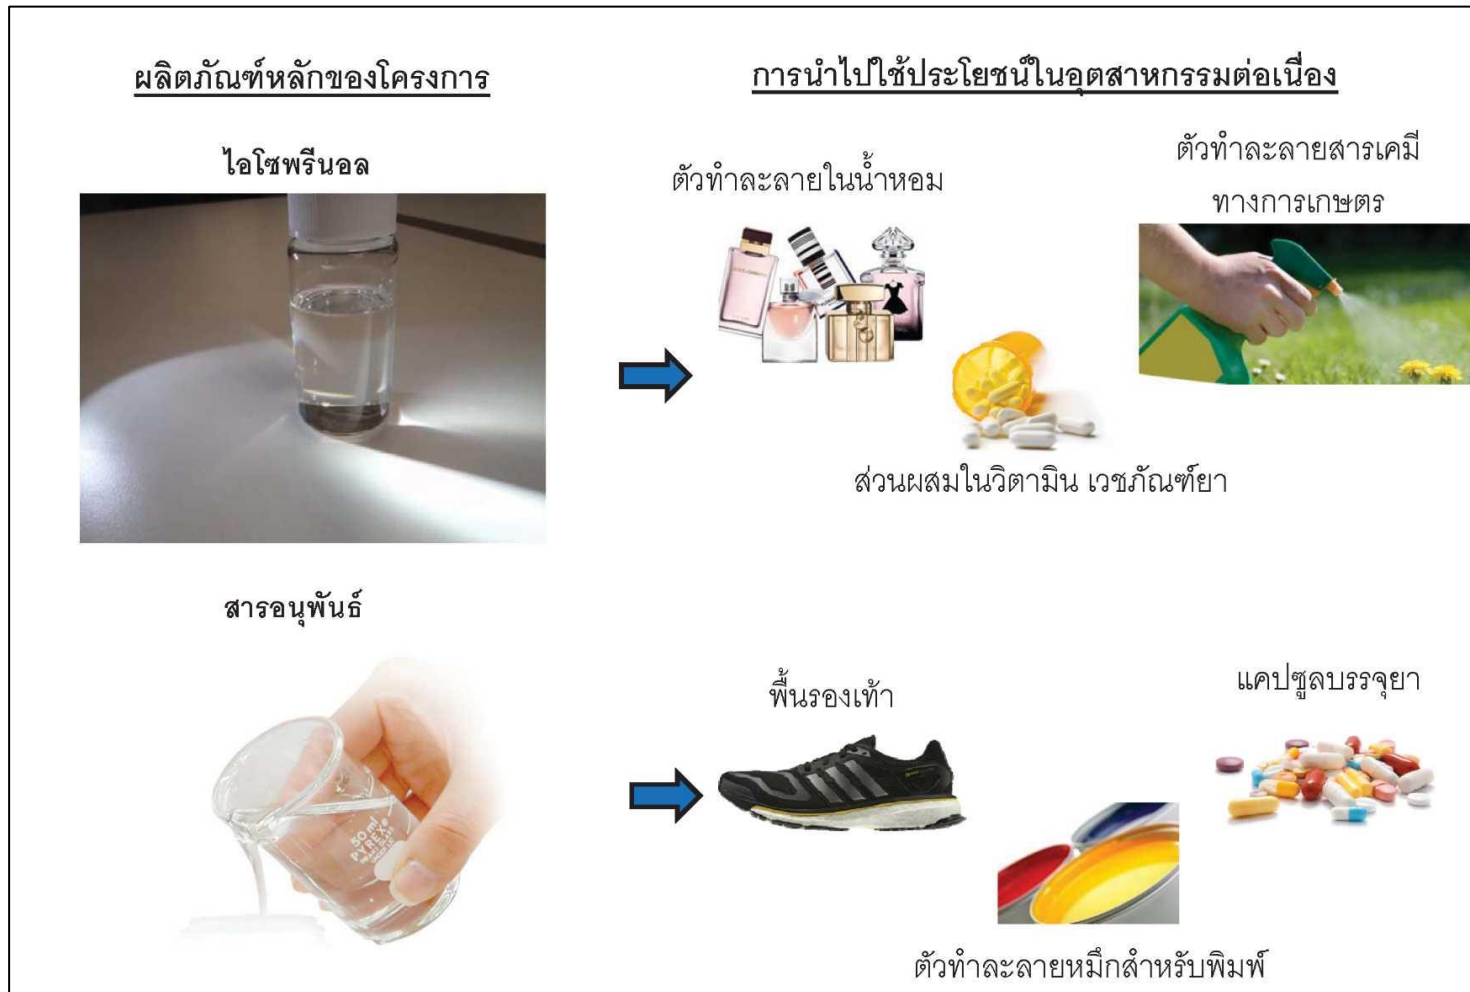 ผลิตภัณฑ์หลักของโครงการ
การนำไปใช้ประโยชน์ในอุตสาหกรรมต่อเนื่อง
ไอโซพรีนอล
ตัวทำละลายในน้ำหอม
ตัวทำละลายสารเคมี
ทางการเกษตร
ส่วนผสมในวิตามิน เวชภัณฑ์ยา
สารอนุพันธ์
พื้นรองเท้า
แคปซูลบรรจุยา
50 ml
PYREX®
ตัวทำละลายหมึกสำหรับพิมพ์